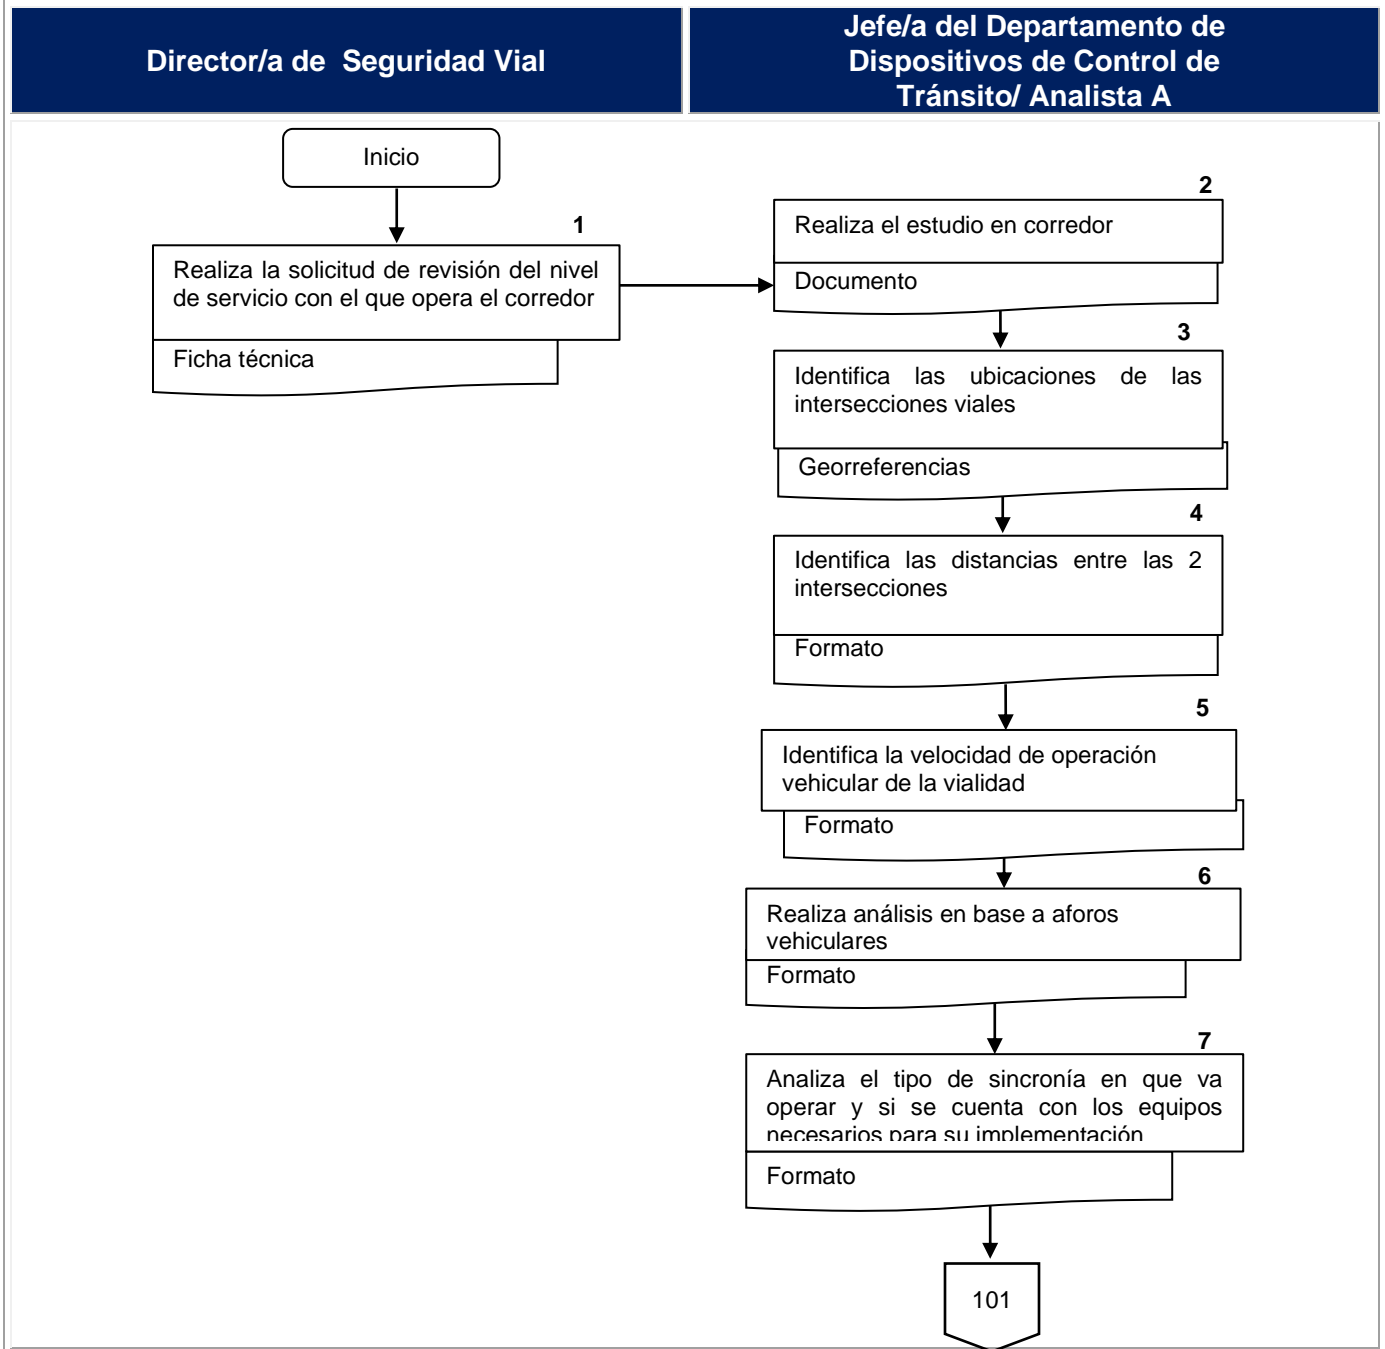 Director/a de Seguridad Vial
Jefe/a del Departamento de
Dispositivos de Control de
Tránsito/ Analista A
Inicio
1
Realiza la solicitud de revisión del nivel
de servicio con el que opera el corredor
Ficha técnica
2
Realiza el estudio en corredor
Documento
3
Identifica las ubicaciones de las
intersecciones viales
Georreferencias
4
Identifica las distancias entre las 2
intersecciones
Formato
5
Identifica la velocidad de operación
vehicular de la vialidad
Formato
6
Realiza análisis en base a aforos
vehiculares
Formato
7
Analiza el tipo de sincronía en que va
operar y si se cuenta con los equipos
necesarios para su implementación
Formato
101